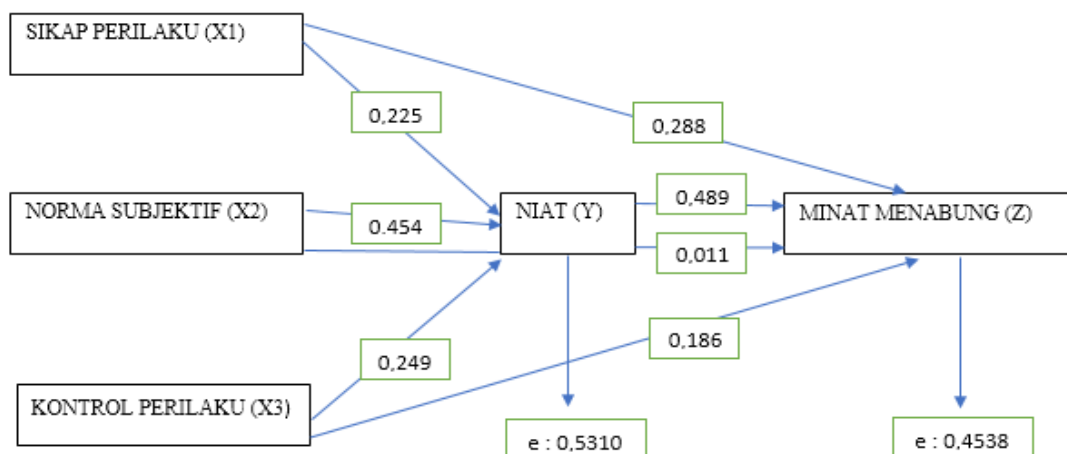 SIKAP PERILAKU (X1)
0,225
0,288
NORMA SUBJEKTIF (X2)
0.454
NIAT (Y)
0,489
0,011
MINAT MENABUNG (Z)
0,249
0,186
KONTROL PERILAKU (X3)
e : 0,5310
e : 0,4538